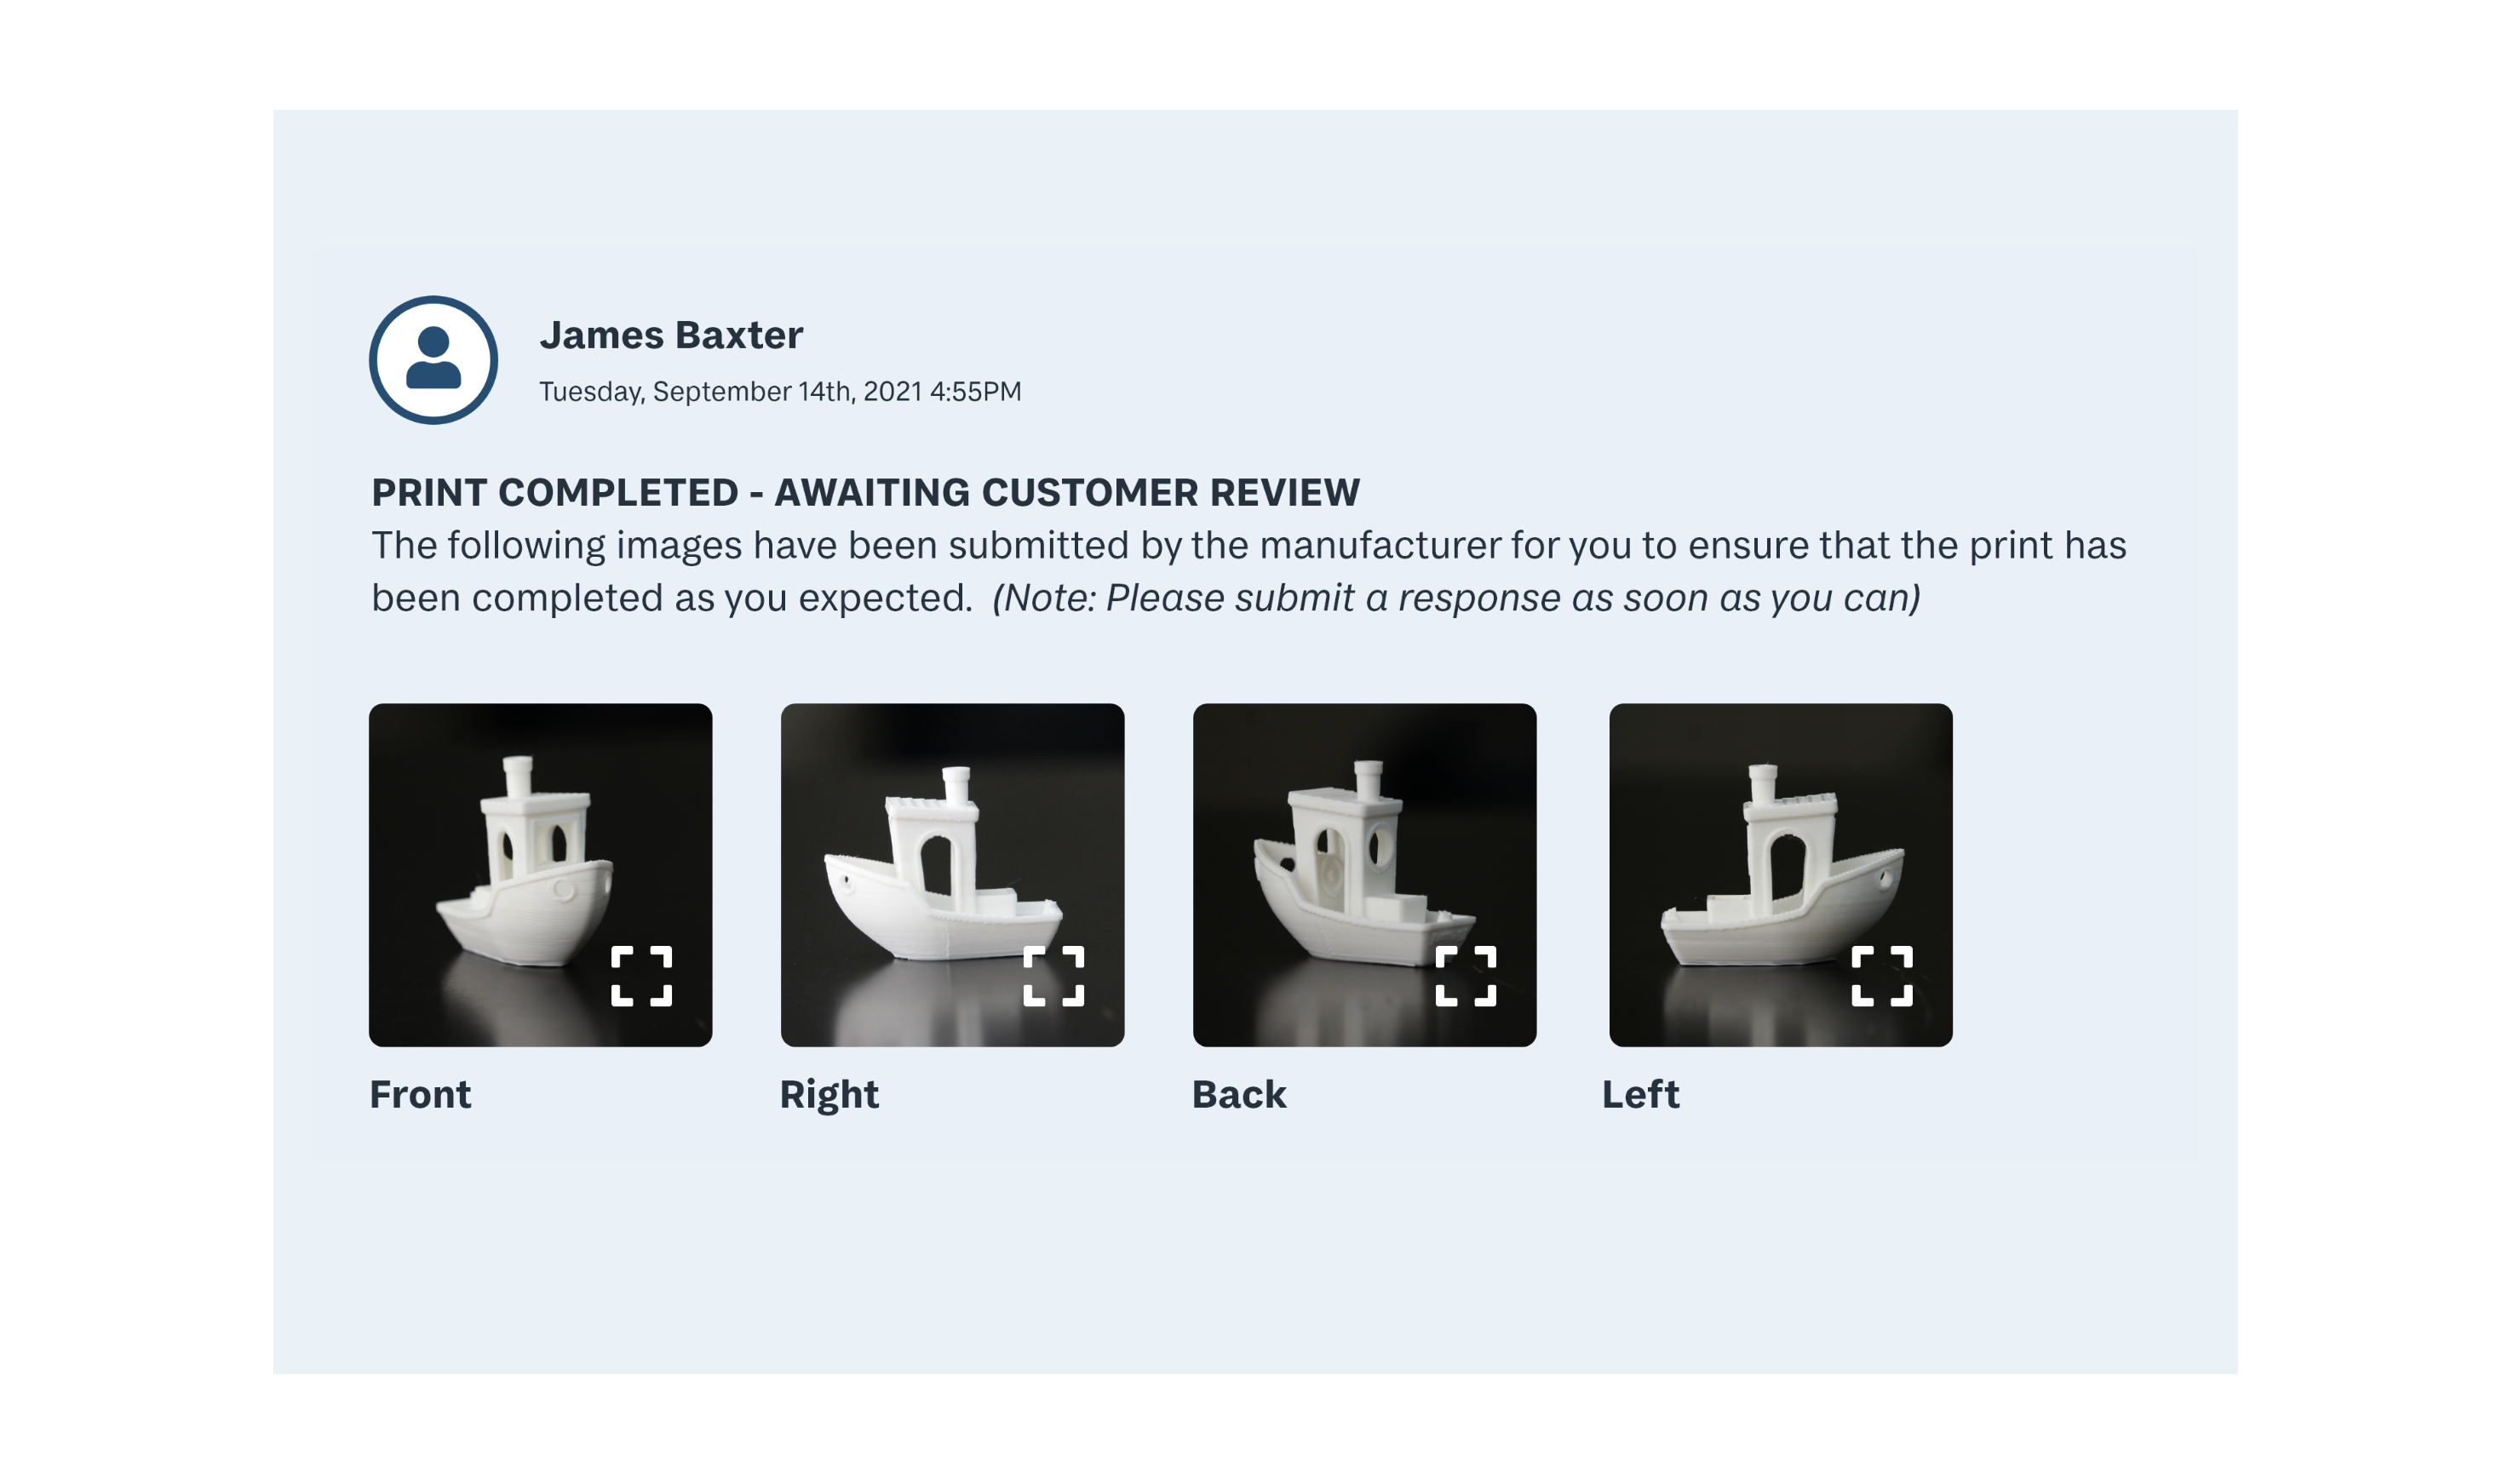 James Baxter
Tuesday, September 14th, 2021 4:55PM
PRINT COMPLETED - AWAITING CUSTOMER REVIEW
The following images have been submitted by the manufacturer for you to ensure that the print has
been completed as you expected. (Note: Please submit a response as soon as you can)
Front
Right
Back
Left